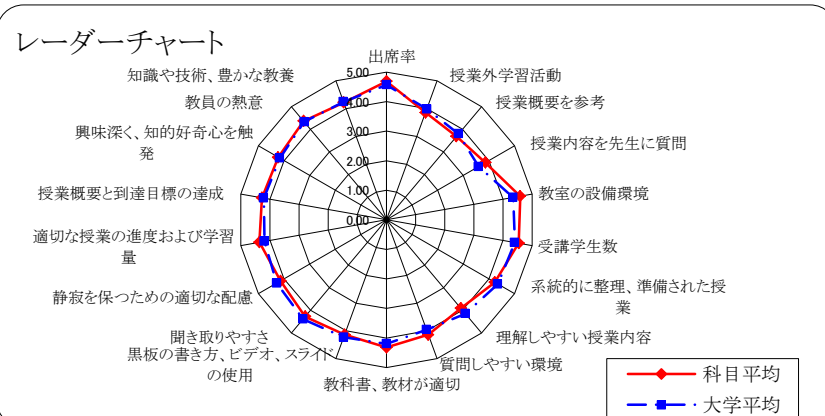 レーダーチャート
出席率
授業外学習活動
授業概要を参考
授業内容を先生に質問
教室の設備環境
受講学生数
系統的に整理、準備された授
業
理解しやすい授業内容
質問しやすい環境
教科書、教材が適切
黒板の書き方、ビデオ、スライド
の使用
聞き取りやすさ
静寂を保つための適切な配慮
適切な授業の進度および学習
量
授業概要と到達目標の達成
興味深く、知的好奇心を触
発
教員の熱意
知識や技術、豊かな教養
5.00
4.00
3.00
2.00
1.00
0.00
科目平均
大学平均